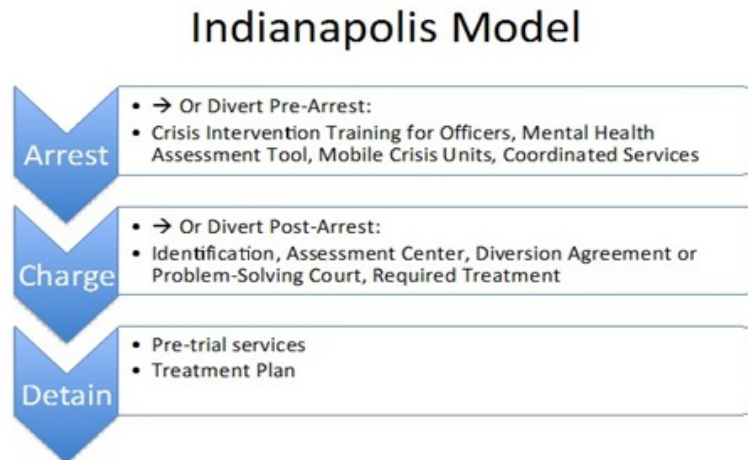 Indianapolis Model
Arrest
• → Or Divert Pre-Arrest:
• Crisis Intervention Training for Officers, Mental Health
Assessment Tool, Mobile Crisis Units, Coordinated Services
Charge
• → Or Divert Post-Arrest:
• Identification, Assessment Center, Diversion Agreement or
Problem-Solving Court, Required Treatment
Detain
• Pre-trial services
• Treatment Plan